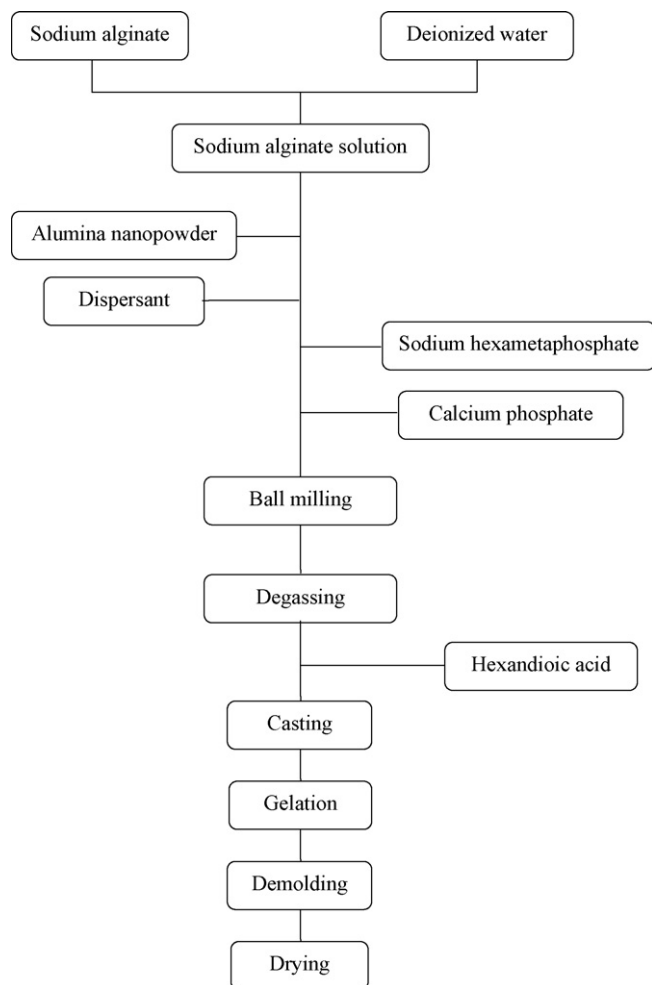 Sodium alginate
Deionized water
Sodium alginate solution
Alumina nanopowder
Dispersant
Sodium hexametaphosphate
Calcium phosphate
Ball milling
Degassing
Hexandioic acid
Casting
Gelation
Demolding
Drying